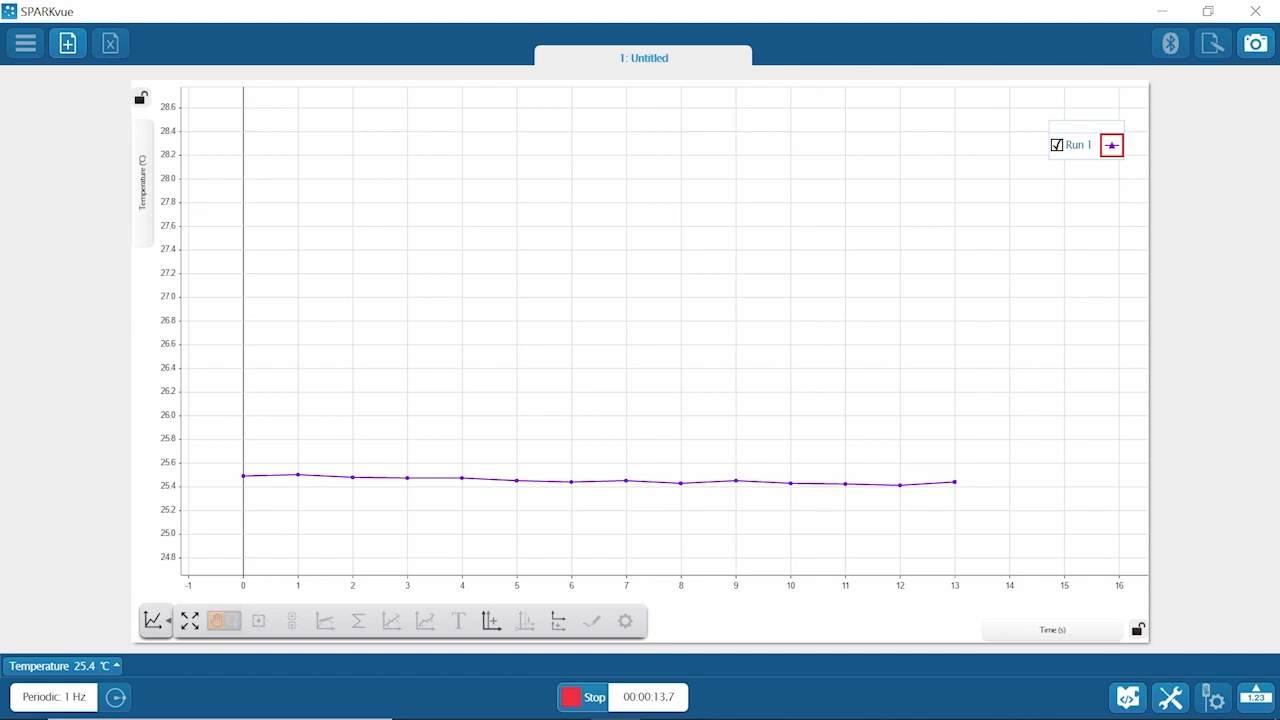 SPARKvue
1: Untitled
28.6
28.4
28.2
28.0
27.8
27.6
27.4
27.2
27.0
26.8
26.6
26.4
26.2
26.0
25.8
25.6
25.4
25.2
25.0
24.8
Temperature (°C)
Run 1
-1 0 1 2 3 4 5 6 7 8 9 10 11 12 13 14 15 16
Time (s)
Temperature 25.4 °C
Periodic: 1 Hz
Stop 00:00:13.7
1.23